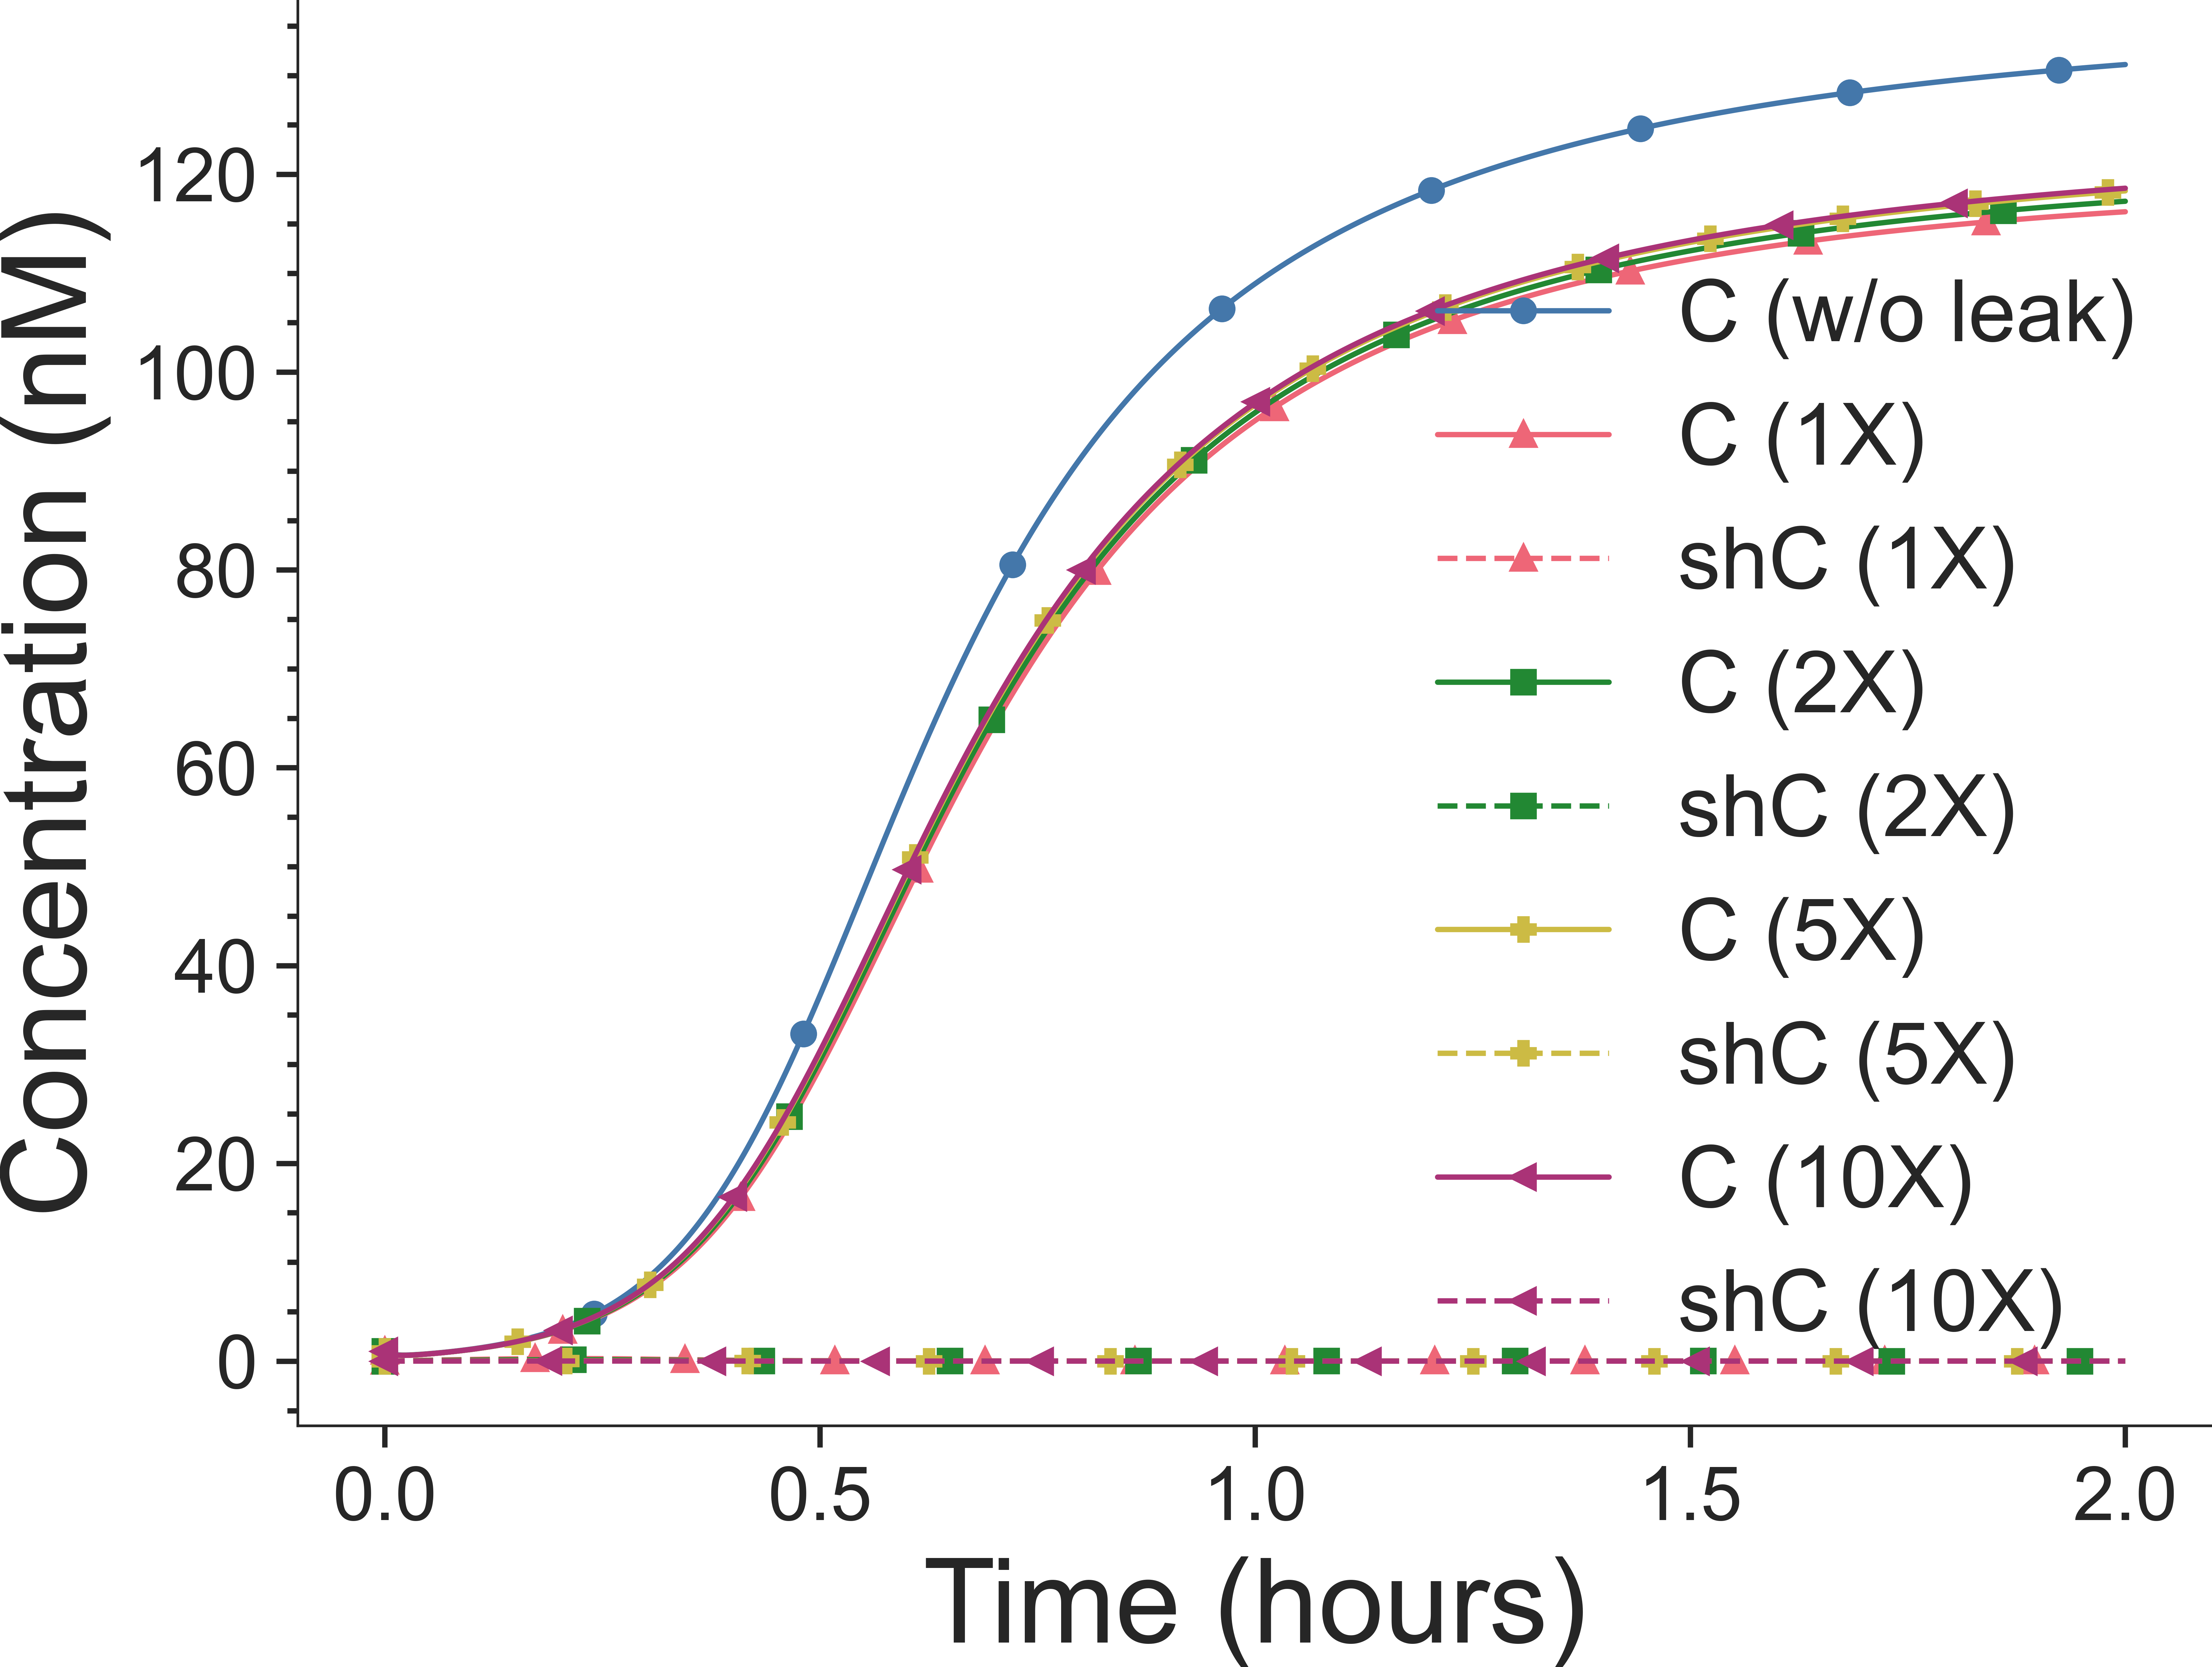 Concentration (nM)
120
100
80
60
40
20
0
C (w/o leak)
C (1X)
shC (1X)
C (2X)
shC (2X)
C (5X)
shC (5X)
C (10X)
shC (10X)
0.0 0.5 1.0 1.5 2.0
Time (hours)